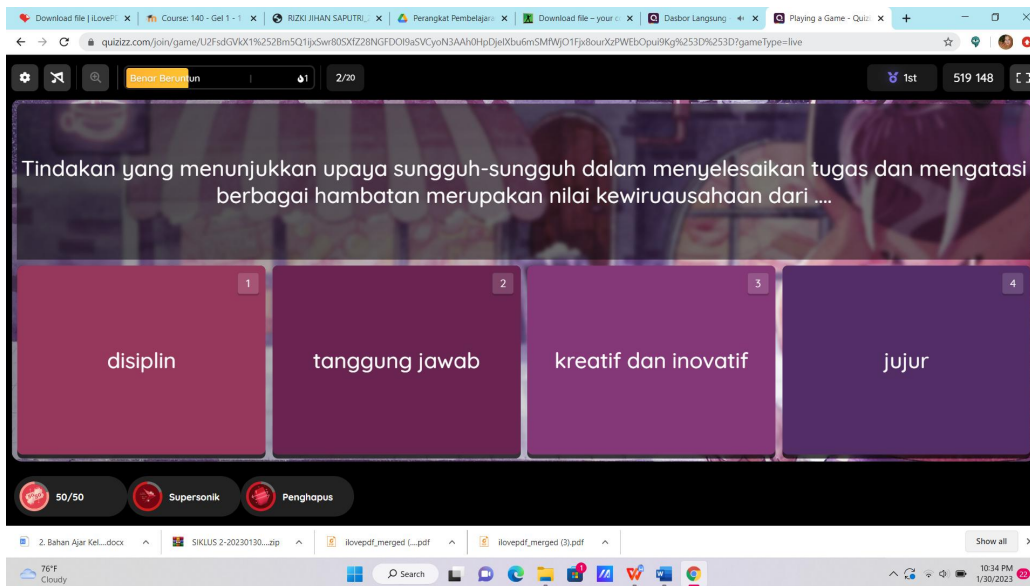 Download file | iLoveP
Course: 140 - Gel 1 - 1
RIZKI JIHAN SAPUTRI_
Perangkat Pembelajara
Download file – your
Dasbor Langsung
Playing a Game - Quiz
quizizz.com/join/game/U2FsdGVkX1%252Bm5Q1ijxSwr80SXfZ28NGFDOl9aSVCyoN3AAh0HpDjelXbu6mSMfWjO1Fjx8ourXzPWEbOpui9Kg%253D%253D?gameType=live
Benar Beruntun
1
2/20
1st
519 148
Tindakan yang menunjukkan upaya sungguh-sungguh dalam menyelesaikan tugas dan mengatasi
berbagai hambatan merupakan nilai kewiruausahaan dari ....
1
2
3
4
disiplin
tanggung jawab
kreatif dan inovatif
jujur
50/50
Supersonik
Penghapus
2. Bahan Ajar Kel....docx
SIKLUS 2-20230130....zip
ilovepdf_merged (....pdf
ilovepdf_merged (3).pdf
Show all
76°F
Cloudy
Search
10:34 PM
1/30/2023
22